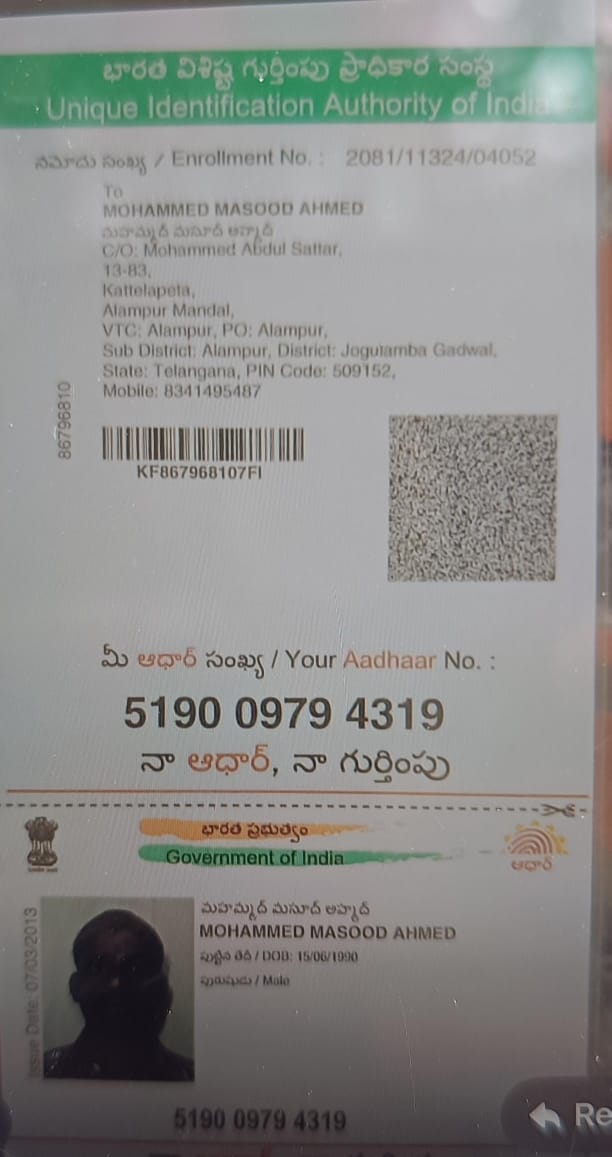 భారత విశిష్ట గుర్తింపు ప్రాధికార సంస్థ
Unique Identification Authority of India
నమోదు సంఖ్య / Enrollment No. : 2081/11324/04052
To
MOHAMMED MASOOD AHMED
మహమ్మద్ మసూద్ అహ్మద్
C/O: Mohammed Abdul Sattar,
13-83,
Kattelapeta,
Alampur Mandal,
VTC: Alampur, PO: Alampur,
Sub District: Alampur, District: Jogulamba Gadwal,
State: Telangana, PIN Code: 509152,
Mobile: 8341495487
86796810
KF867968107FI
మీ ఆధార్ సంఖ్య / Your Aadhaar No. :
5190 0979 4319
నా ఆధార్, నా గుర్తింపు
భారత ప్రభుత్వం
Government of India
ఆధార్
Issue Date: 07/03/2013
మహమ్మద్ మసూద్ అహ్మద్
MOHAMMED MASOOD AHMED
పుట్టిన తేదీ / DOB: 15/06/1990
పురుషుడు / Male
5190 0979 4319
Re